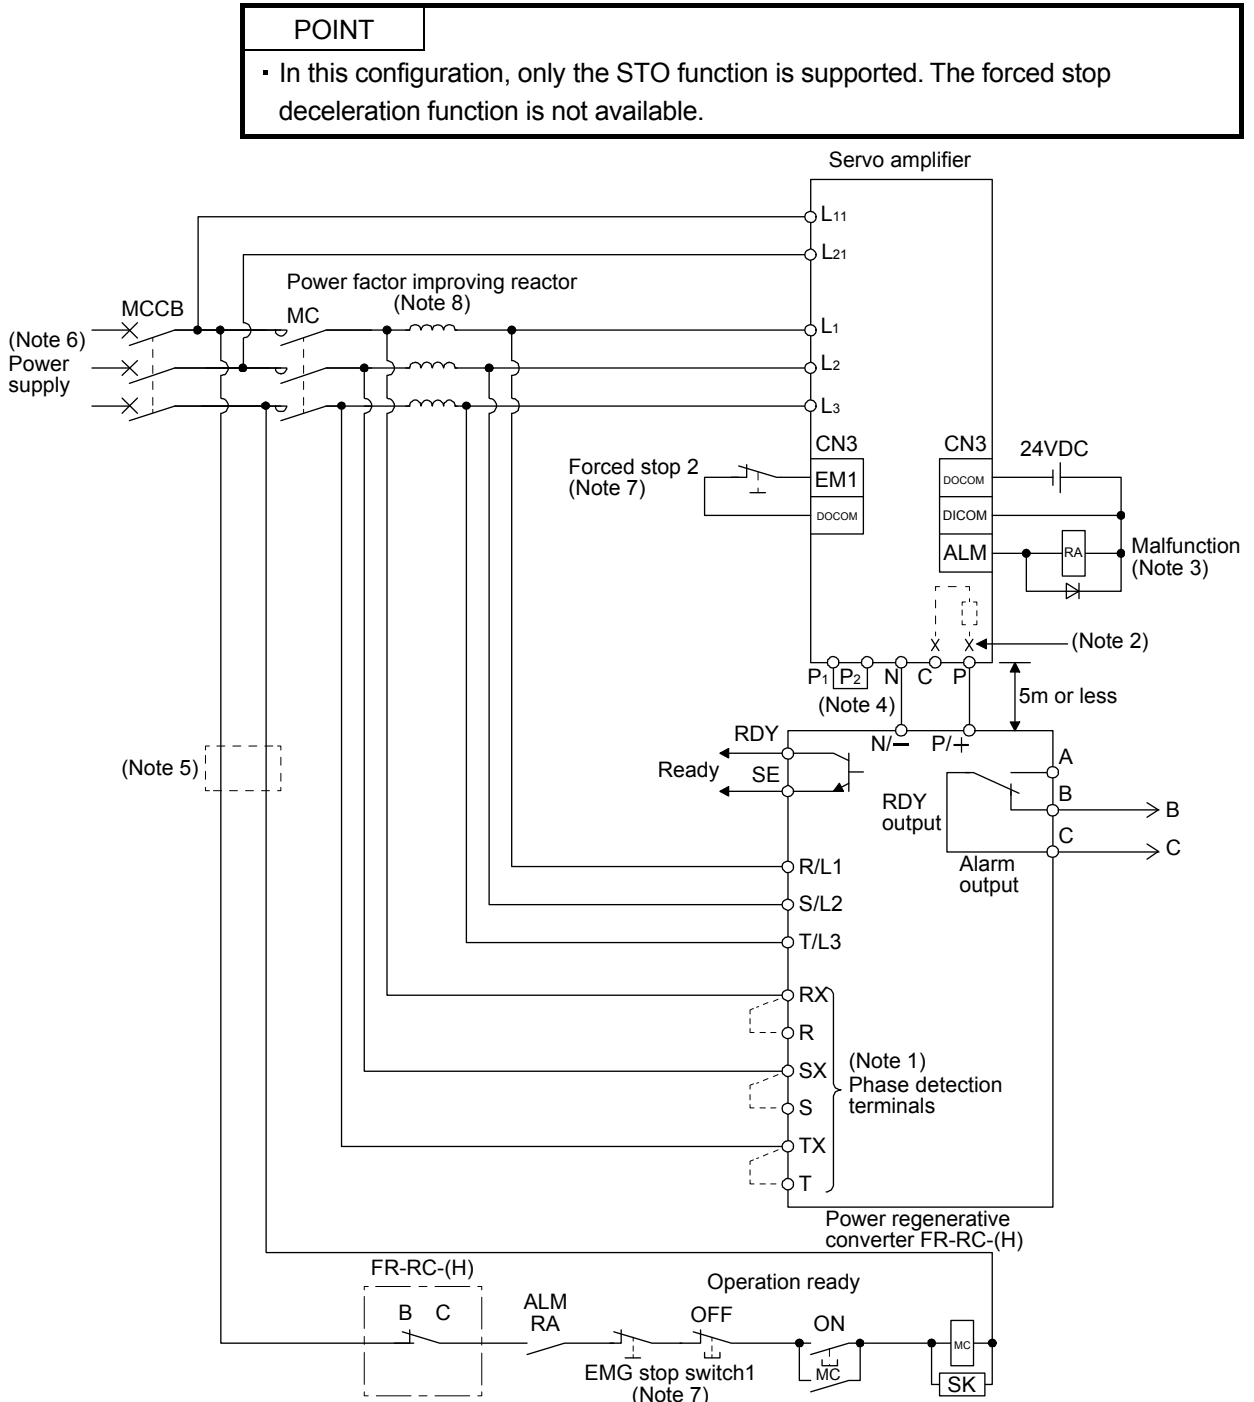 POINT
▪ In this configuration, only the STO function is supported. The forced stop
deceleration function is not available.
Servo amplifier
L11
L21
Power factor improving reactor
(Note 8)
MCCB
MC
(Note 6)
Power
supply
L1
L2
L3
CN3
CN3
24VDC
Forced stop 2
(Note 7)
EM1
DOCOM
DOCOM
DICOM
ALM
RA
Malfunction
(Note 3)
(Note 2)
P1
P2
N
C
P
(Note 4)
5m or less
RDY
SE
Ready
N/−
P/+
A
B
C
B
C
RDY
output
Alarm
output
(Note 5)
R/L1
S/L2
T/L3
RX
R
SX
S
TX
T
(Note 1)
Phase detection
terminals
Power regenerative
converter FR-RC-(H)
FR-RC-(H)
B C
ALM
RA
Operation ready
OFF
ON
EMG stop switch1
(Note 7)
MC
MC
SK